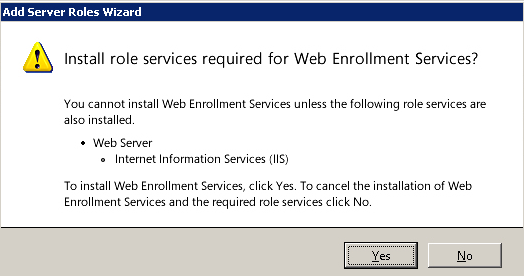 Add Server Roles Wizard
Install role services required for Web Enrollment Services?
You cannot install Web Enrollment Services unless the following role services are
also installed.
• Web Server
o Internet Information Services (IIS)
To install Web Enrollment Services, click Yes. To cancel the installation of Web
Enrollment Services and the required role services click No.
Yes
No